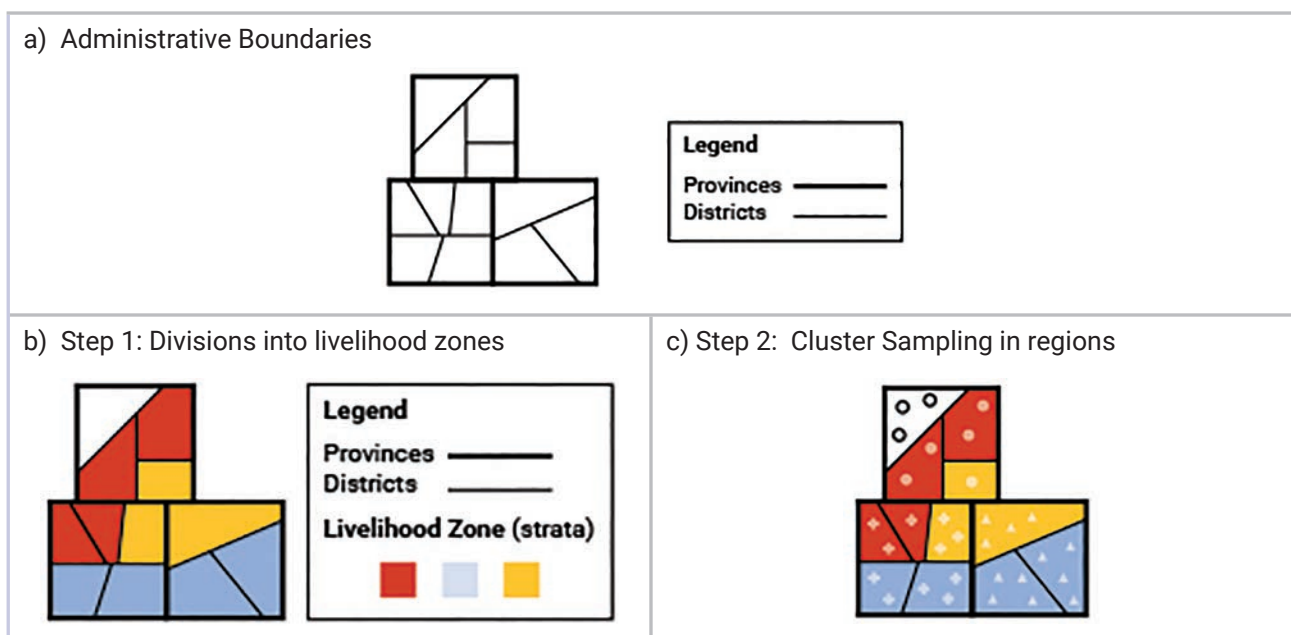 a) Administrative Boundaries
Legend
Provinces
Districts
b) Step 1: Divisions into livelihood zones
Legend
Provinces
Districts
Livelihood Zone (strata)
c) Step 2: Cluster Sampling in regions